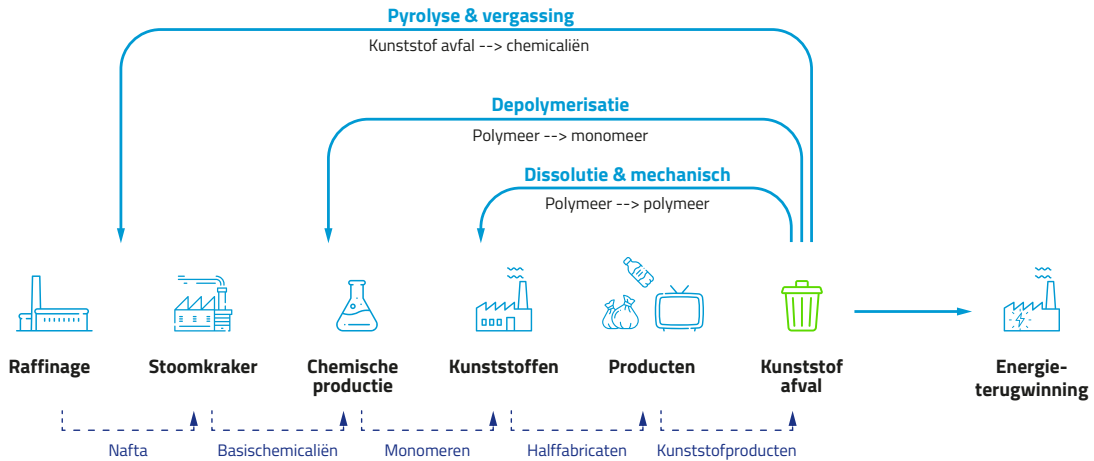 Pyrolyse & vergassing
Kunststof avfal --> chemicaliën
Depolymerisatie
Polymeer --> monomeer
Dissolutie & mechanisch
Polymeer --> polymeer
Raffinage
Stoomkraker
Chemische
productie
Kunststoffen
Producten
Kunststof
afval
Energie-
terugwinning
Nafta
Basischemicaliën
Monomeren
Halffabricaten
Kunststofproducten